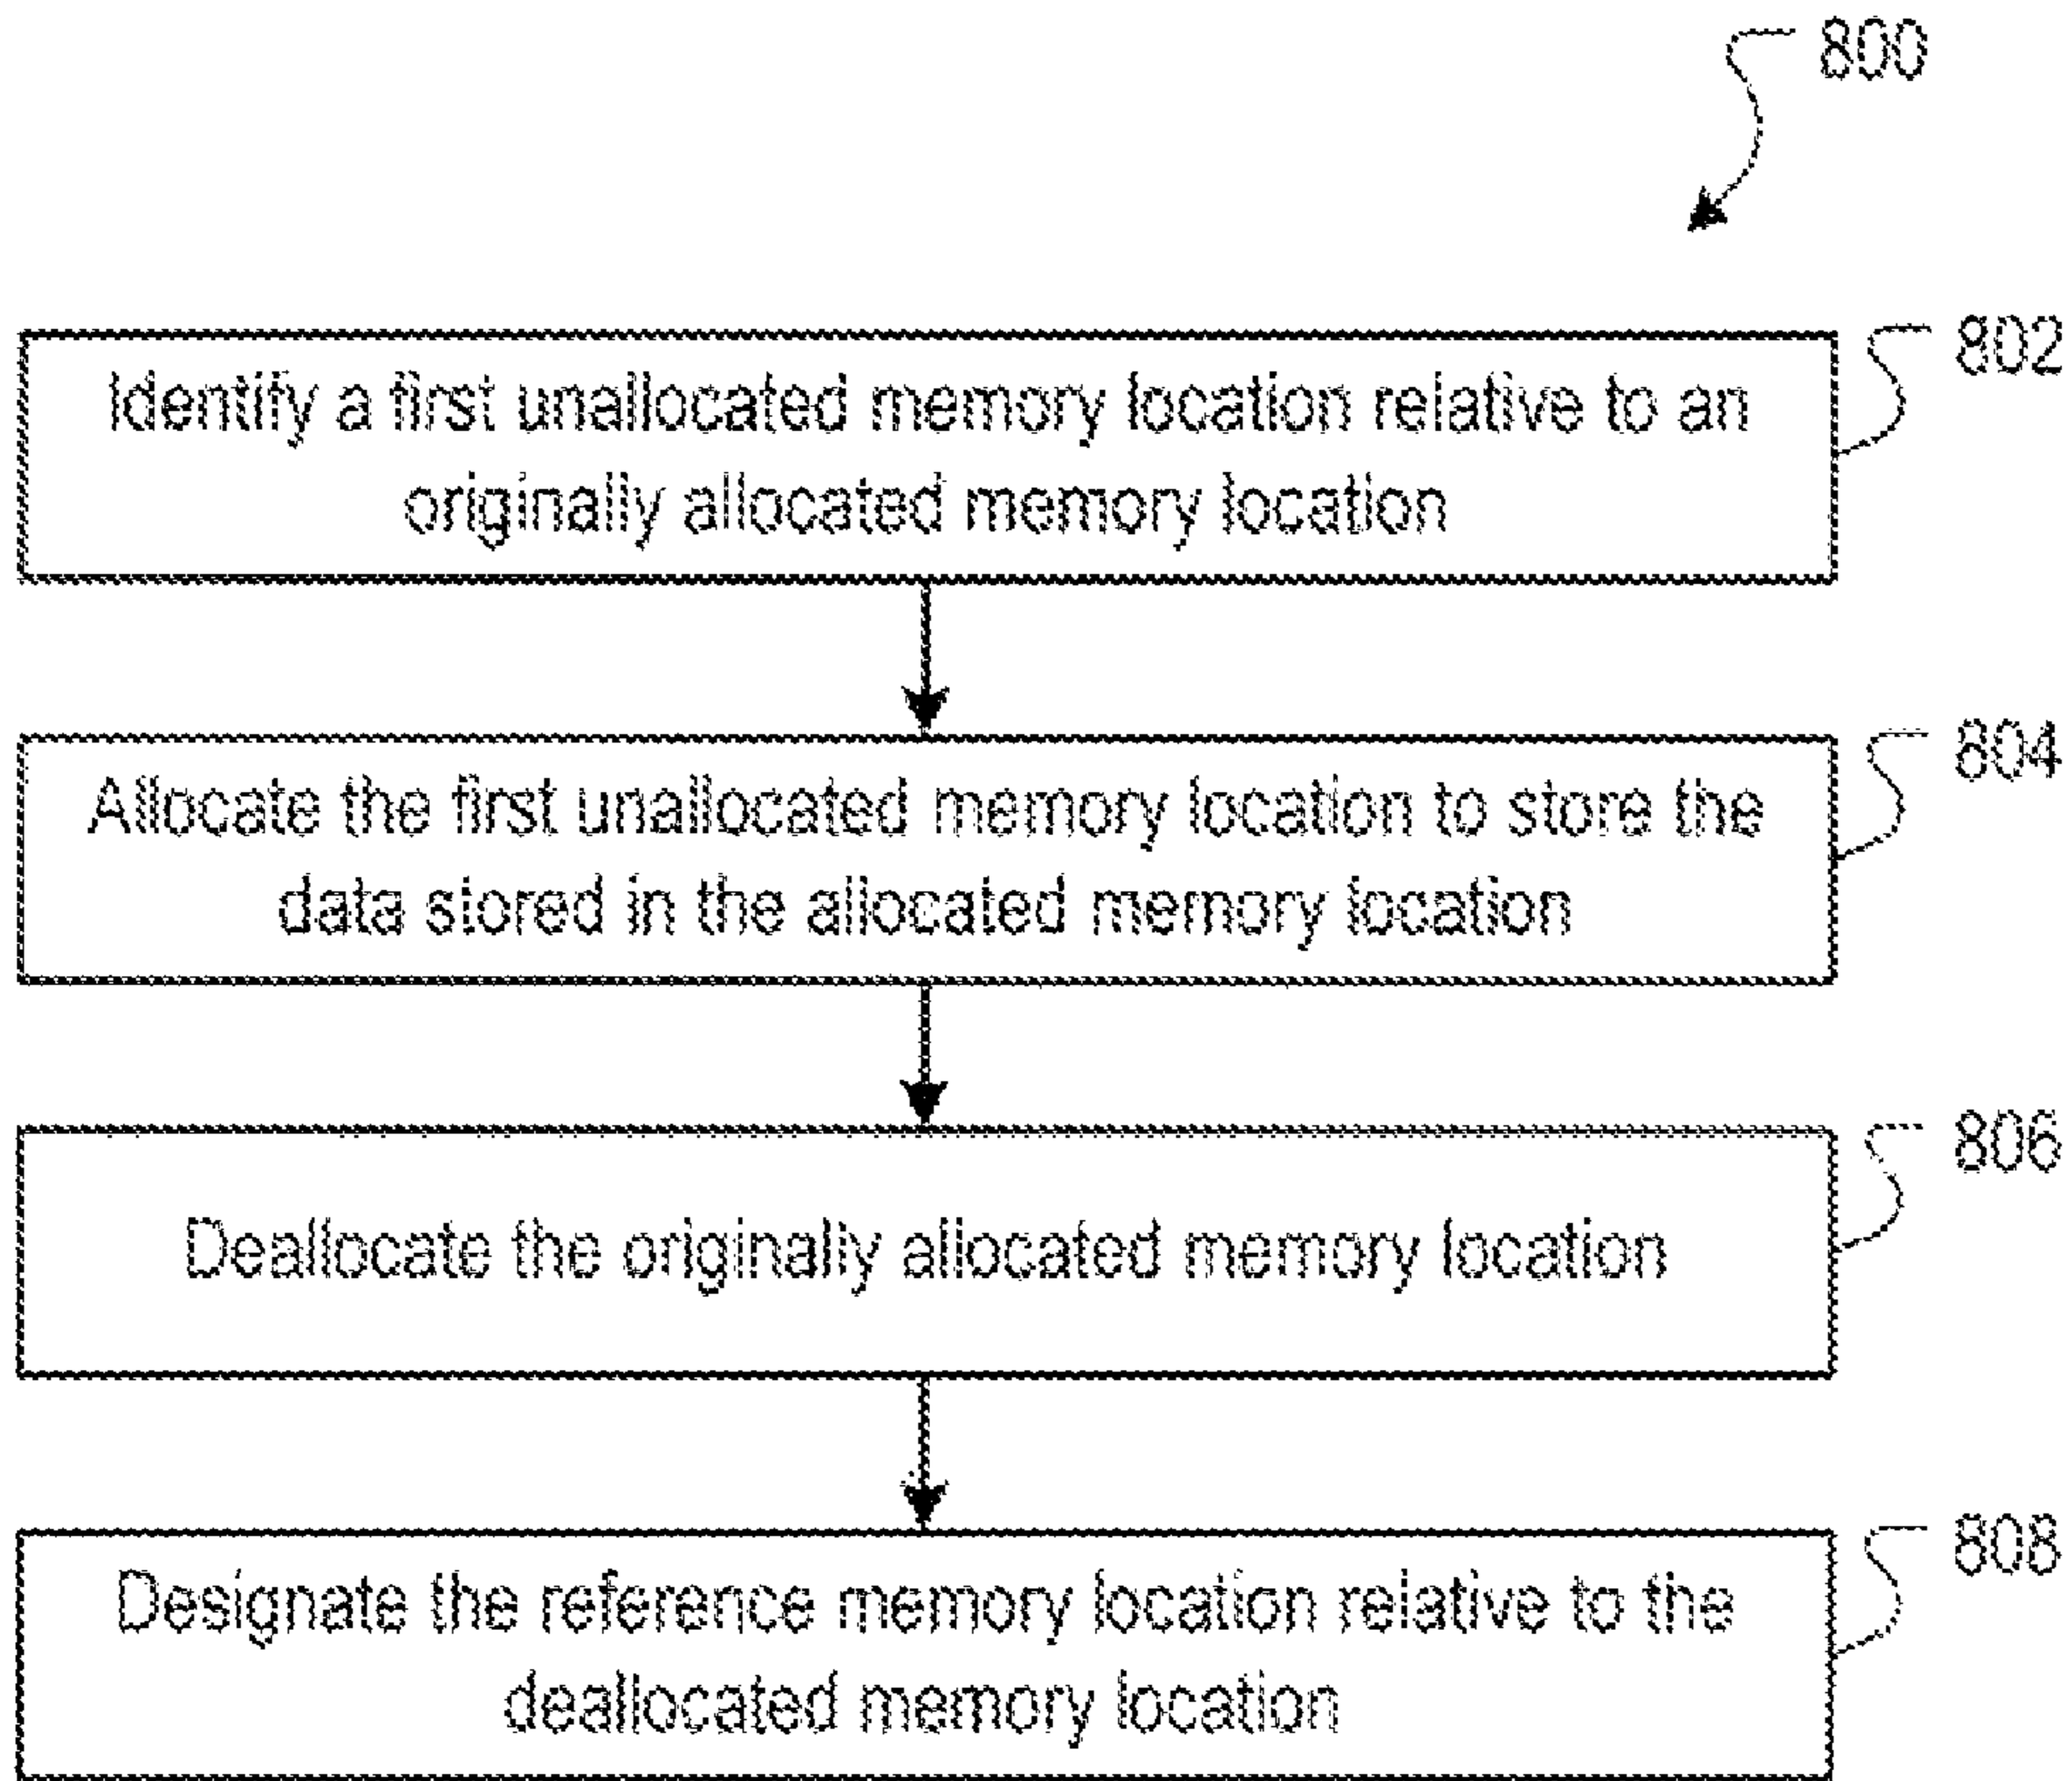 800
802
Identify a first unallocated memory location relative to an
originally allocated memory location
804
Allocate the first unallocated memory location to store the
data stored in the allocated memory location
806
Deallocate the originally allocated memory location
808
Designate the reference memory location relative to the
deallocated memory location